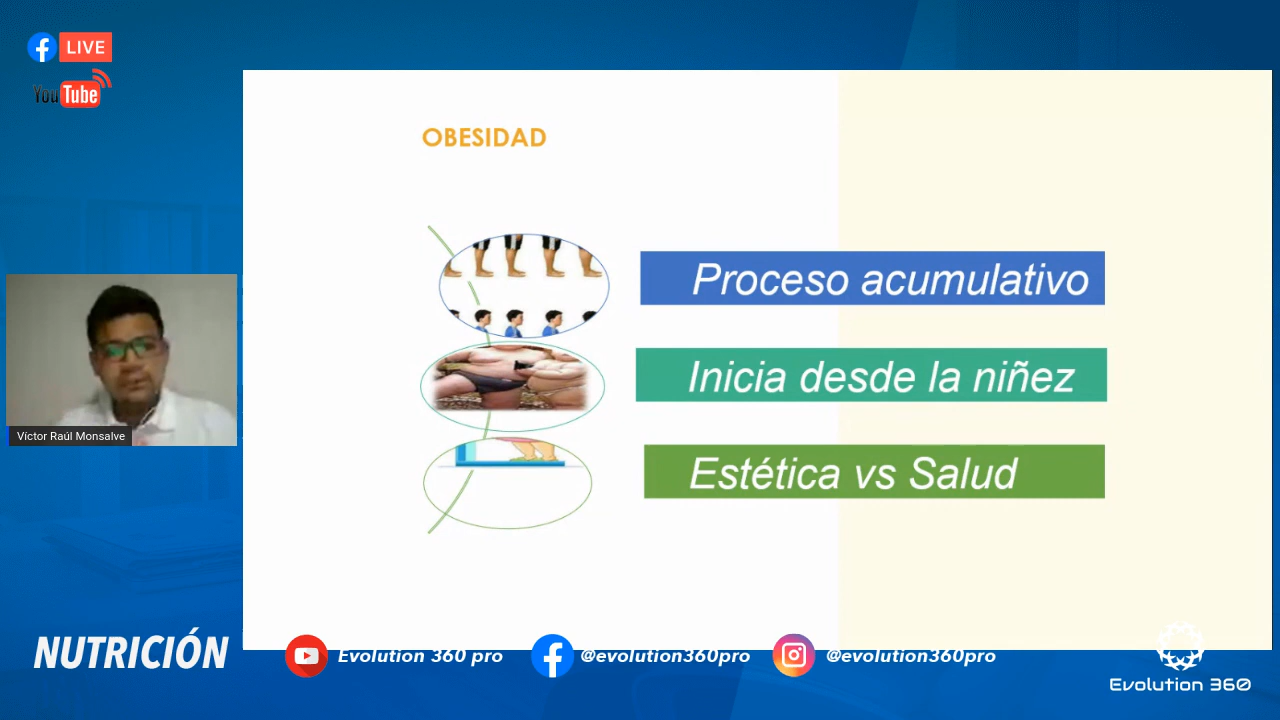 LIVE
YouTube
OBESIDAD
Proceso acumulativo
Inicia desde la niñez
Estética vs Salud
Víctor Raúl Monsalve
NUTRICIÓN
Evolution 360 pro
@evolution360pro
@evolution360pro
Evolution 360